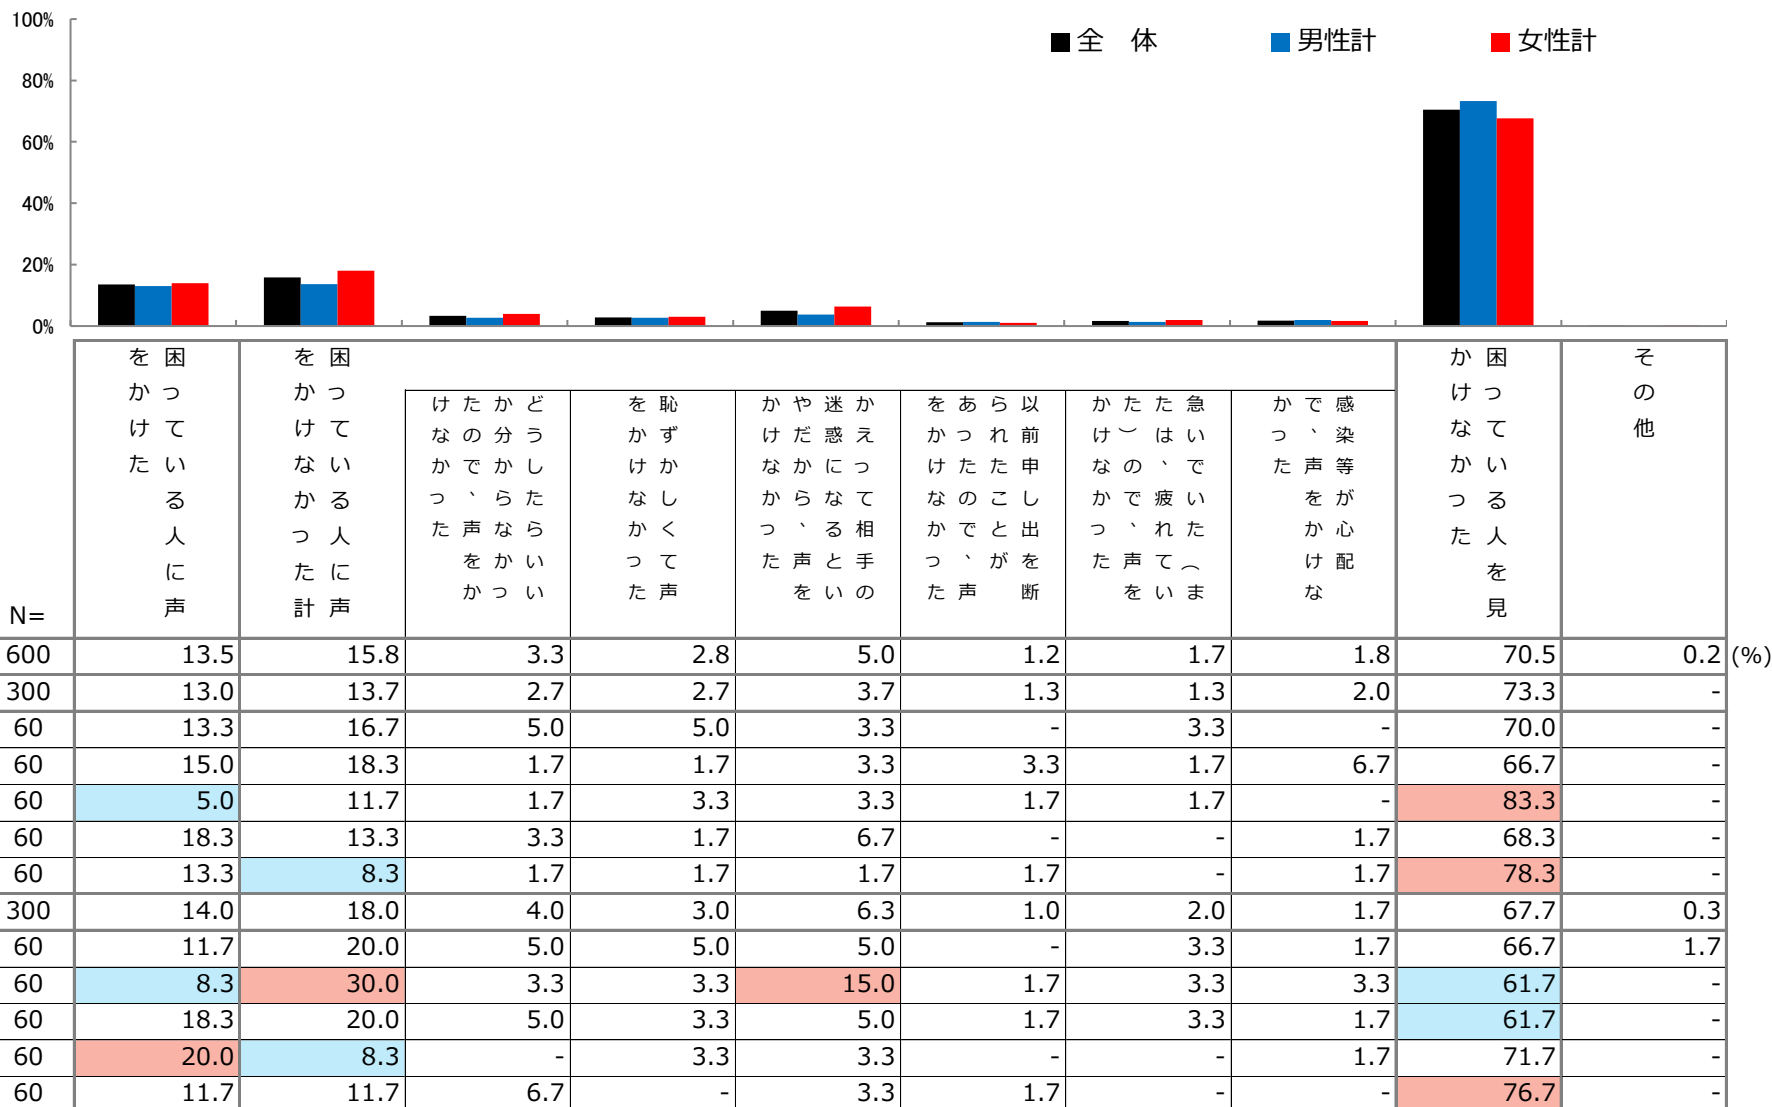 100%
80%
60%
40%
20%
0%
全　体
男性計
女性計
N=
困っている人に声
をかけた
困っている人に声
をかけなかった計
どうしたらいい
か分からなかっ
たので、声をか
けなかった
恥ずかしくて声
をかけなかった
かえって相手の
迷惑になるとい
やだから、声を
かけなかった
以前申し出を断
られたことが
あったので、声
をかけなかった
急いでいた（ま
たは、疲れてい
た）ので、声を
かけなかった
感染等が心配
で、声をかけな
かった
困っている人を見
かけなかった
その他
600 13.5 15.8 3.3 2.8 5.0 1.2 1.7 1.8 70.5 0.2 (%)
300 13.0 13.7 2.7 2.7 3.7 1.3 1.3 2.0 73.3 -
60 13.3 16.7 5.0 5.0 3.3 - 3.3 - 70.0 -
60 15.0 18.3 1.7 1.7 3.3 3.3 1.7 6.7 66.7 -
60 5.0 11.7 1.7 3.3 3.3 1.7 1.7 - 83.3 -
60 18.3 13.3 3.3 1.7 6.7 - - 1.7 68.3 -
60 13.3 8.3 1.7 1.7 1.7 1.7 - 1.7 78.3 -
300 14.0 18.0 4.0 3.0 6.3 1.0 2.0 1.7 67.7 0.3
60 11.7 20.0 5.0 5.0 5.0 - 3.3 1.7 66.7 1.7
60 8.3 30.0 3.3 3.3 15.0 1.7 3.3 3.3 61.7 -
60 18.3 20.0 5.0 3.3 5.0 1.7 3.3 1.7 61.7 -
60 20.0 8.3 - 3.3 3.3 - - 1.7 71.7 -
60 11.7 11.7 6.7 - 3.3 1.7 - - 76.7 -